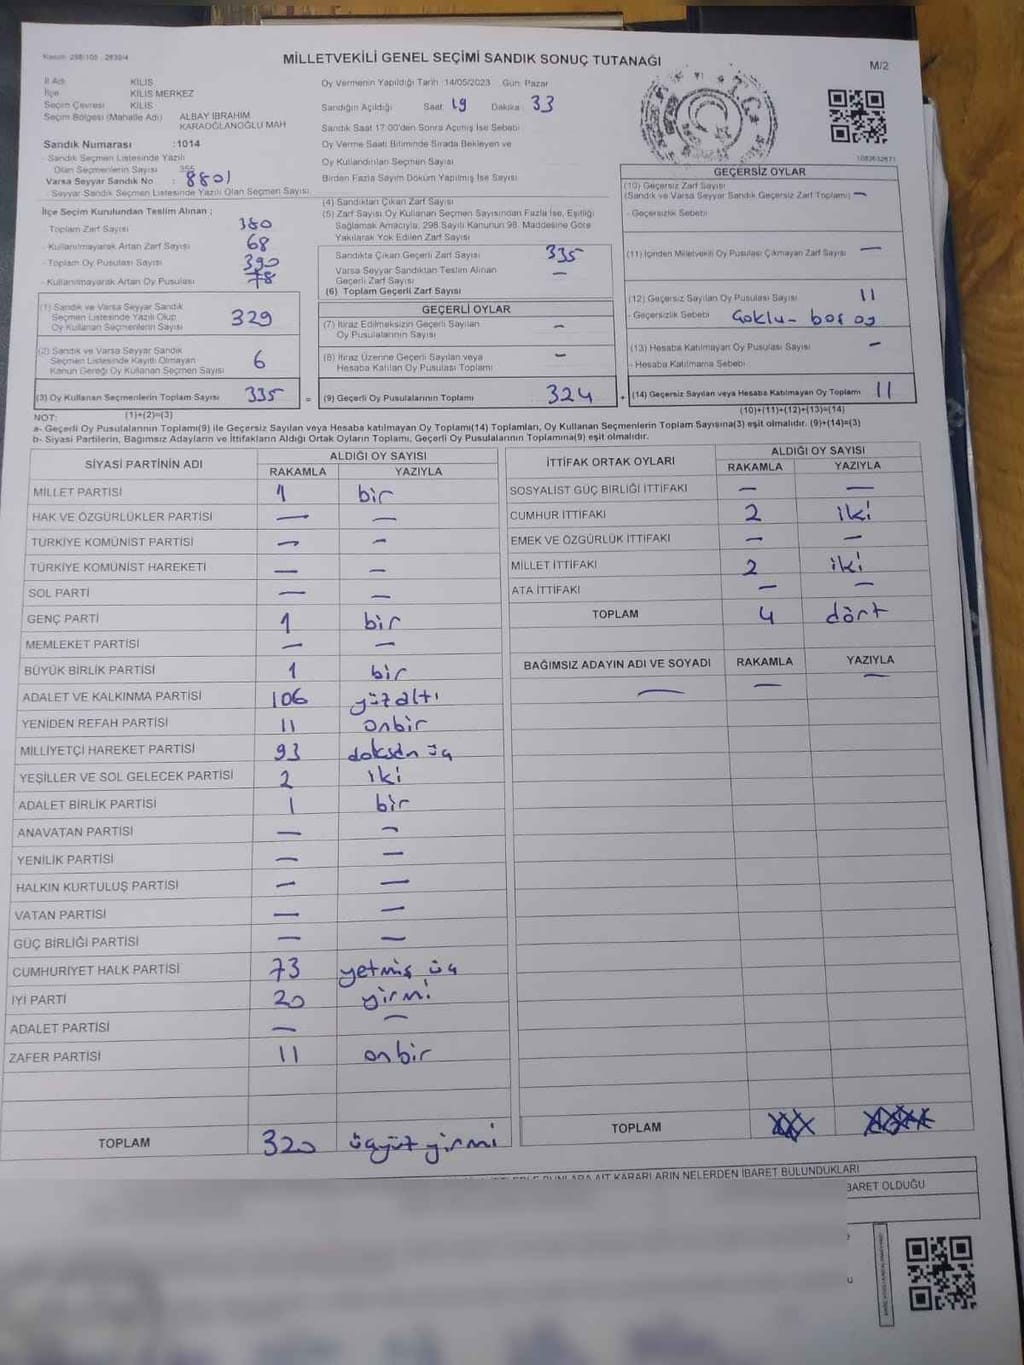 Kanun: 298/105 , 2839/4
MİLLETVEKİLİ GENEL SEÇİMİ SANDIK SONUÇ TUTANAĞI
M/2
İl Adı : KİLİS
İlçe : KİLİS MERKEZ
Seçim Çevresi : KİLİS
Seçim Bölgesi (Mahalle Adı) : ALBAY İBRAHİM
KARAOĞLANOĞLU MAH
Sandık Numarası :1014
- Sandık Seçmen Listesinde Yazılı
Olan Seçmenlerin Sayısı
Varsa Seyyar Sandık No : 8801
- Seyyar Sandık Seçmen Listesinde Yazılı Olan Seçmen Sayısı
Oy Vermenin Yapıldığı Tarih :14/05/2023 Gün: Pazar
Sandığın Açıldığı Saat: 19 Dakika: 33
Sandık Saat 17:00'den Sonra Açılmış İse Sebebi
Oy Verme Saati Bitiminde Sırada Bekleyen ve
Oy Kullandırılan Seçmen Sayısı
Birden Fazla Sayım Döküm Yapılmış İse Sayısı
T.C.
1083632671
İlçe Seçim Kurulundan Teslim Alınan ;
- Toplam Zarf Sayısı 380
- Kullanılmayarak Artan Zarf Sayısı 68
- Toplam Oy Pusulası Sayısı 390
- Kullanılmayarak Artan Oy Pusulası 78
(1) Sandık ve Varsa Seyyar Sandık
Seçmen Listesinde Yazılı Olup
Oy Kullanan Seçmenlerin Sayısı 329
(2) Sandık ve Varsa Seyyar Sandık
Seçmen Listesinde Kayıtlı Olmayan
Kanun Gereği Oy Kullanan Seçmen Sayısı 6
(3) Oy Kullanan Seçmenlerin Toplam Sayısı 335 =
(4) Sandıktan Çıkan Zarf Sayısı
(5) Zarf Sayısı Oy Kullanan Seçmen Sayısından Fazla İse, Eşitliği
Sağlamak Amacıyla, 298 Sayılı Kanunun 98. Maddesine Göre
Yakılarak Yok Edilen Zarf Sayısı
Sandıkta Çıkan Geçerli Zarf Sayısı 335
Varsa Seyyar Sandıktan Teslim Alınan —
Geçerli Zarf Sayısı
(6) Toplam Geçerli Zarf Sayısı
GEÇERLİ OYLAR
(7) İtiraz Edilmeksizin Geçerli Sayılan —
Oy Pusulalarının Sayısı
(8) İtiraz Üzerine Geçerli Sayılan veya —
Hesaba Katılan Oy Pusulası Toplamı
(9) Geçerli Oy Pusulalarının Toplamı 324 +
GEÇERSİZ OYLAR
(10) Geçersiz Zarf Sayısı
(Sandık ve Varsa Seyyar Sandık Geçersiz Zarf Toplamı) —
- Geçersizlik Sebebi
(11) İçinden Milletvekili Oy Pusulası Çıkmayan Zarf Sayısı —
(12) Geçersiz Sayılan Oy Pusulası Sayısı 11
- Geçersizlik Sebebi Çoklu - boş oy
(13) Hesaba Katılmayan Oy Pusulası Sayısı —
- Hesaba Katılmama Sebebi
(14) Geçersiz Sayılan veya Hesaba Katılmayan Oy Toplamı 11
NOT: (1)+(2)=(3) (10)+(11)+(12)+(13)=(14)
a- Geçerli Oy Pusulalarının Toplamı(9) ile Geçersiz Sayılan veya Hesaba katılmayan Oy Toplamı(14) Toplamları, Oy Kullanan Seçmenlerin Toplam Sayısına(3) eşit olmalıdır. (9)+(14)=(3)
b- Siyasi Partilerin, Bağımsız Adayların ve İttifakların Aldığı Ortak Oyların Toplamı, Geçerli Oy Pusulalarının Toplamına(9) eşit olmalıdır.
SİYASİ PARTİNİN ADI ALDIĞI OY SAYISI
RAKAMLA YAZIYLA
MİLLET PARTİSİ 1 bir
HAK VE ÖZGÜRLÜKLER PARTİSİ — —
TÜRKİYE KOMÜNİST PARTİSİ — —
TÜRKİYE KOMÜNİST HAREKETİ — —
SOL PARTİ — —
GENÇ PARTİ 1 bir
MEMLEKET PARTİSİ — —
BÜYÜK BİRLİK PARTİSİ 1 bir
ADALET VE KALKINMA PARTİSİ 106 yüzaltı
YENİDEN REFAH PARTİSİ 11 onbir
MİLLİYETÇİ HAREKET PARTİSİ 93 doksan üç
YEŞİLLER VE SOL GELECEK PARTİSİ 2 iki
ADALET BİRLİK PARTİSİ 1 bir
ANAVATAN PARTİSİ — —
YENİLİK PARTİSİ — —
HALKIN KURTULUŞ PARTİSİ — —
VATAN PARTİSİ — —
GÜÇ BİRLİĞİ PARTİSİ — —
CUMHURİYET HALK PARTİSİ 73 yetmiş üç
İYİ PARTİ 20 yirmi
ADALET PARTİSİ — —
ZAFER PARTİSİ 11 onbir
TOPLAM 320 üçyüz yirmi
İTTİFAK ORTAK OYLARI ALDIĞI OY SAYISI
RAKAMLA YAZIYLA
SOSYALİST GÜÇ BİRLİĞİ İTTİFAKI — —
CUMHUR İTTİFAKI 2 iki
EMEK VE ÖZGÜRLÜK İTTİFAKI — —
MİLLET İTTİFAKI 2 iki
ATA İTTİFAKI — —
TOPLAM 4 dört
BAĞIMSIZ ADAYIN ADI VE SOYADI RAKAMLA YAZIYLA
— — —
TOPLAM
BUNLARA AİT KARARLARIN NELERDEN İBARET BULUNDUKLARI
İBARET OLDUĞU